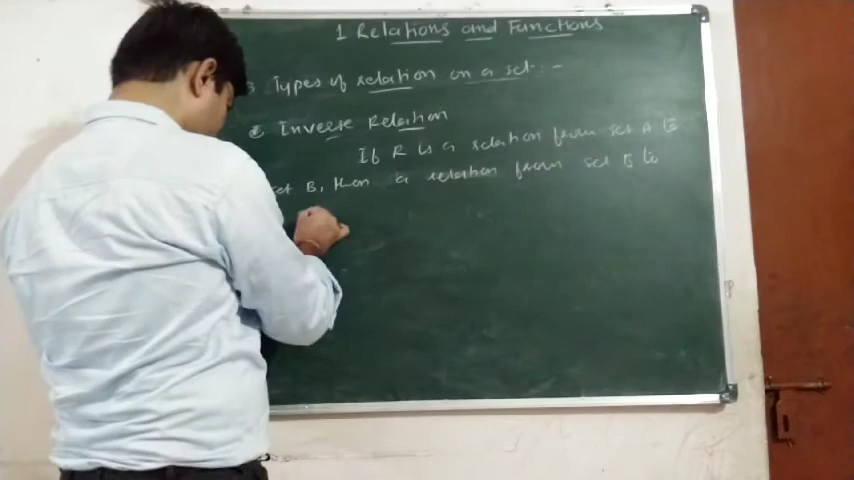 1 Relations and Functions
Types of relation on a set :-
Inverse Relation
If R is a relation from set A to
set B, then a relation from set B to